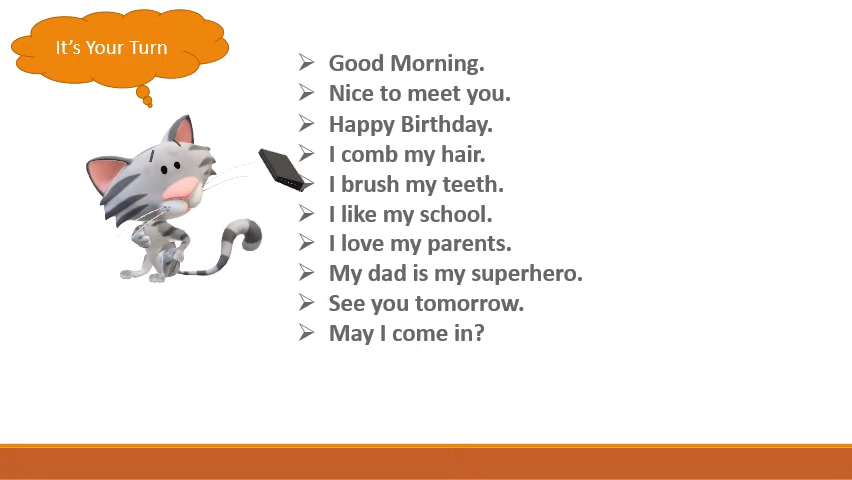 It's Your Turn
Good Morning.
Nice to meet you.
Happy Birthday.
I comb my hair.
I brush my teeth.
I like my school.
I love my parents.
My dad is my superhero.
See you tomorrow.
May I come in?